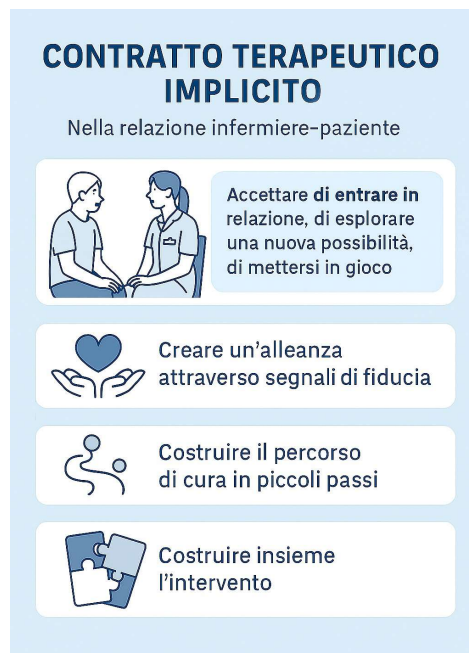 CONTRATTO TERAPEUTICO
IMPLICITO
Nella relazione infermiere-paziente
Accettare di entrare in
relazione, di esplorare
una nuova possibilità,
di mettersi in gioco
Creare un'alleanza
attraverso segnali di fiducia
Costruire il percorso
di cura in piccoli passi
Costruire insieme
l'intervento